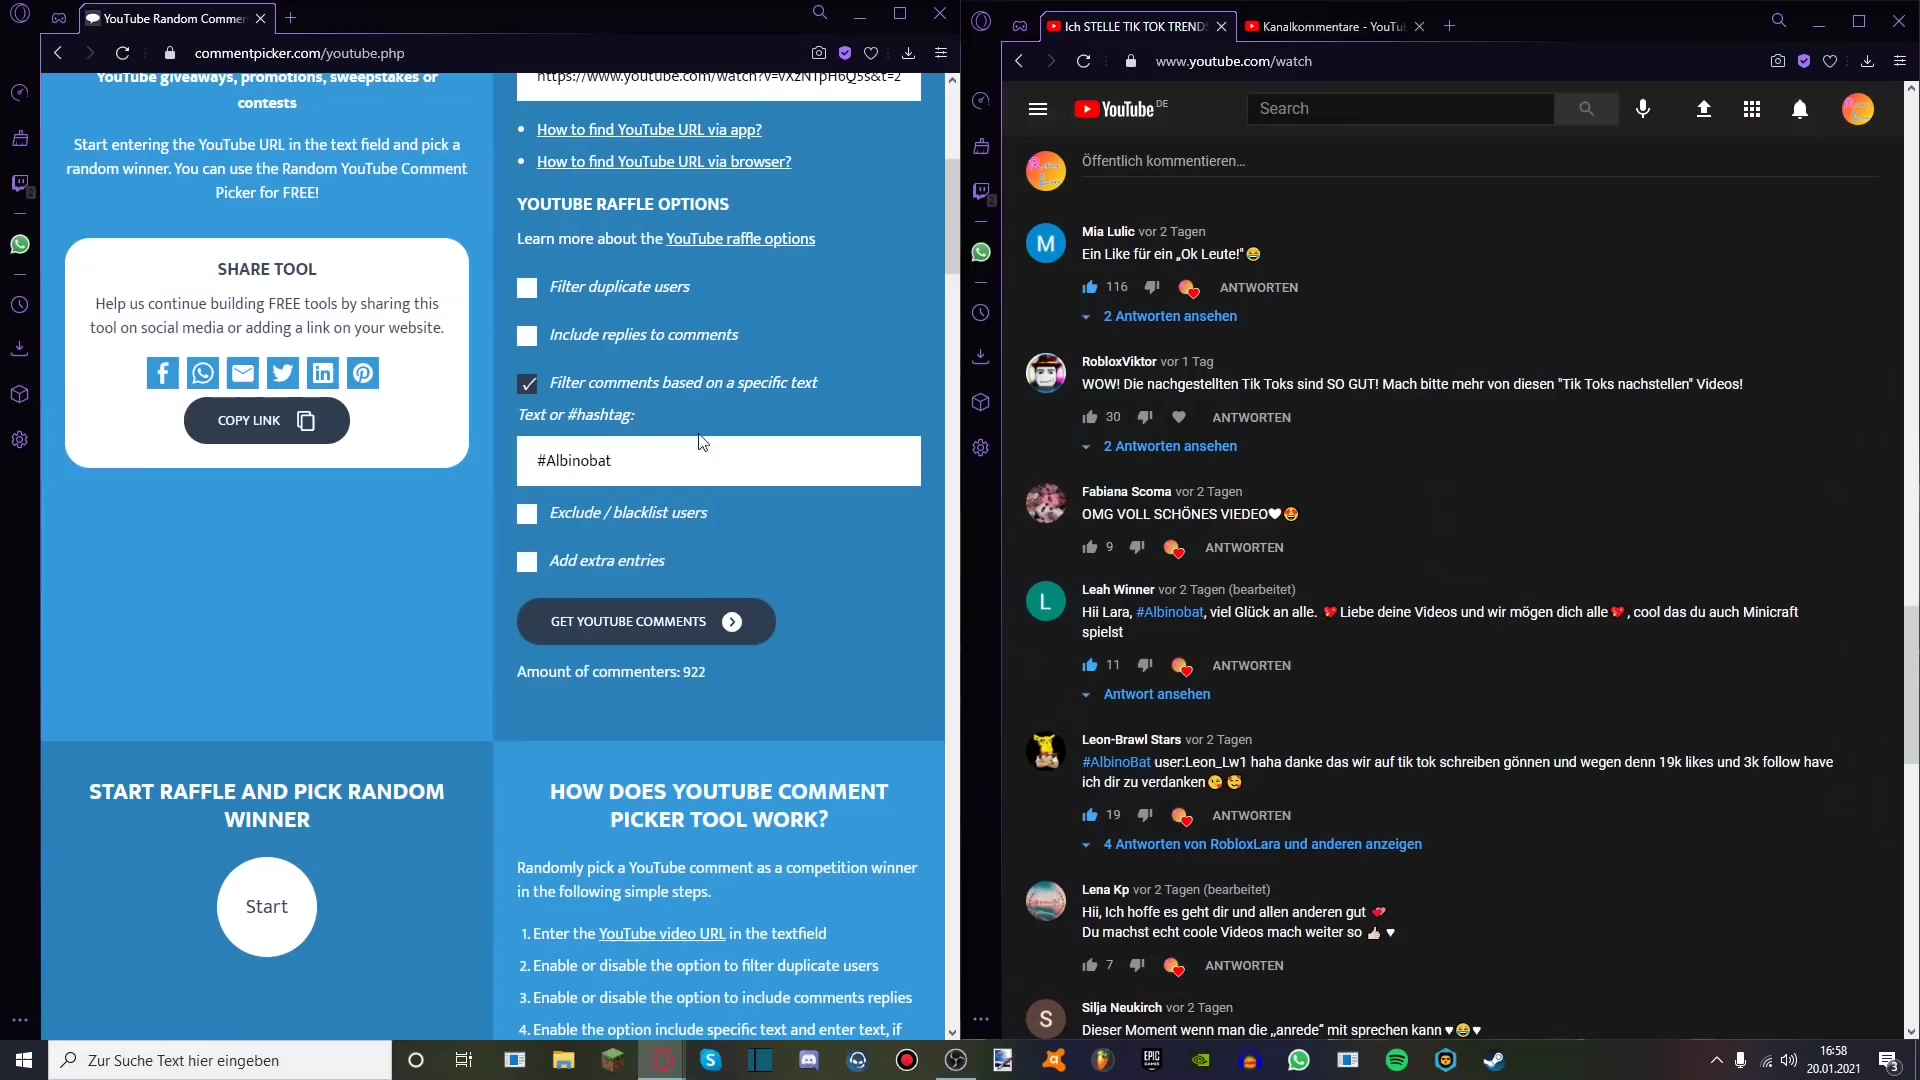 YouTube Random Commen
commentpicker.com/youtube.php
YouTube giveaways, promotions, sweepstakes or
contests
Start entering the YouTube URL in the text field and pick a
random winner. You can use the Random YouTube Comment
Picker for FREE!
SHARE TOOL
Help us continue building FREE tools by sharing this
tool on social media or adding a link on your website.
COPY LINK
https://www.youtube.com/watch?v=vXzNTpH6Q5s&t=2
How to find YouTube URL via app?
How to find YouTube URL via browser?
YOUTUBE RAFFLE OPTIONS
Learn more about the YouTube raffle options
Filter duplicate users
Include replies to comments
Filter comments based on a specific text
Text or #hashtag:
#Albinobat
Exclude / blacklist users
Add extra entries
GET YOUTUBE COMMENTS
Amount of commenters: 922
START RAFFLE AND PICK RANDOM
WINNER
Start
HOW DOES YOUTUBE COMMENT
PICKER TOOL WORK?
Randomly pick a YouTube comment as a competition winner
in the following simple steps.
1. Enter the YouTube video URL in the textfield
2. Enable or disable the option to filter duplicate users
3. Enable or disable the option to include comments replies
4. Enable the option include specific text and enter text, if
Ich STELLE TIK TOK TRENDS
Kanalkommentare - YouTu
www.youtube.com/watch
YouTube DE
Search
Öffentlich kommentieren...
M
Mia Lulic vor 2 Tagen
Ein Like für ein „Ok Leute!"😂
116 ANTWORTEN
2 Antworten ansehen
RobloxViktor vor 1 Tag
WOW! Die nachgestellten Tik Toks sind SO GUT! Mach bitte mehr von diesen "Tik Toks nachstellen" Videos!
30 ANTWORTEN
2 Antworten ansehen
Fabiana Scoma vor 2 Tagen
OMG VOLL SCHÖNES VIEDEO🤍😍
9 ANTWORTEN
L
Leah Winner vor 2 Tagen (bearbeitet)
Hii Lara, #Albinobat, viel Glück an alle. 💖Liebe deine Videos und wir mögen dich alle💖, cool das du auch Minicraft
spielst
11 ANTWORTEN
Antwort ansehen
Leon-Brawl Stars vor 2 Tagen
#AlbinoBat user:Leon_Lw1 haha danke das wir auf tik tok schreiben gönnen und wegen denn 19k likes und 3k follow have
ich dir zu verdanken😘 🥰
19 ANTWORTEN
4 Antworten von RobloxLara und anderen anzeigen
Lena Kp vor 2 Tagen (bearbeitet)
Hii, Ich hoffe es geht dir und allen anderen gut 💕
Du machst echt coole Videos mach weiter so 👍🏻 ♥
7 ANTWORTEN
S
Silja Neukirch vor 2 Tagen
Dieser Moment wenn man die „anrede" mit sprechen kann ♥😂♥
Zur Suche Text hier eingeben
EPIC GAMES
16:58
20.01.2021
3